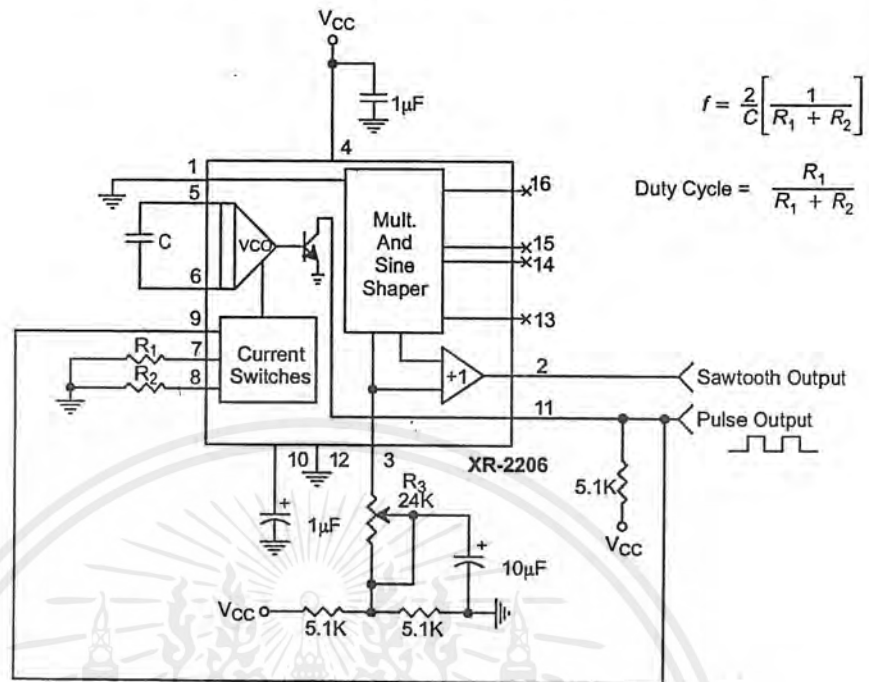 VCC
1μF
f = 2/C [ 1 / (R1 + R2) ]
Duty Cycle = R1 / (R1 + R2)
4
1
5
C
6
VCO
9
R1
7
R2
8
Current
Switches
Mult.
And
Sine
Shaper
16
15
14
13
+1
2
Sawtooth Output
11
Pulse Output
10
12
3
XR-2206
1μF
R3
24K
10μF
5.1K
VCC
VCC
5.1K
5.1K